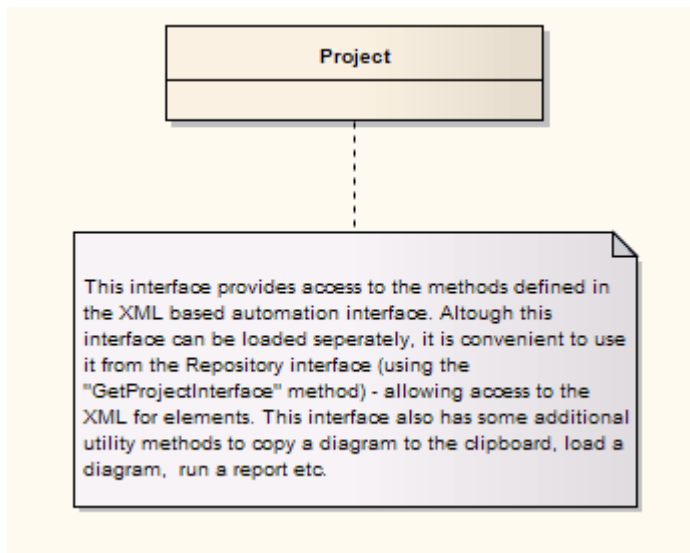 Project
This interface provides access to the methods defined in
the XML based automation interface. Altough this
interface can be loaded seperately, it is convenient to use
it from the Repository interface (using the
"GetProjectInterface" method) - allowing access to the
XML for elements. This interface also has some additional
utility methods to copy a diagram to the clipboard, load a
diagram,  run a report etc.